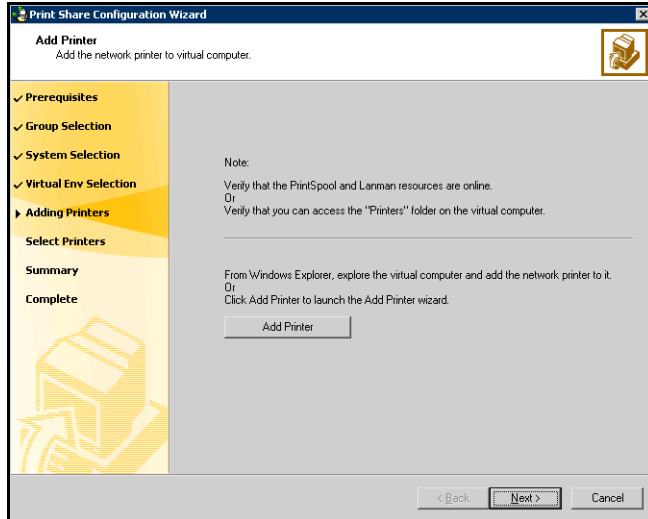 Print Share Configuration Wizard
Add Printer
Add the network printer to virtual computer.
Prerequisites
Group Selection
System Selection
Virtual Env Selection
Adding Printers
Select Printers
Summary
Complete
Note:
Verify that the PrintSpool and Lanman resources are online.
Or
Verify that you can access the "Printers" folder on the virtual computer.
From Windows Explorer, explore the virtual computer and add the network printer to it.
Or
Click Add Printer to launch the Add Printer wizard.
Add Printer
< Back
Next >
Cancel